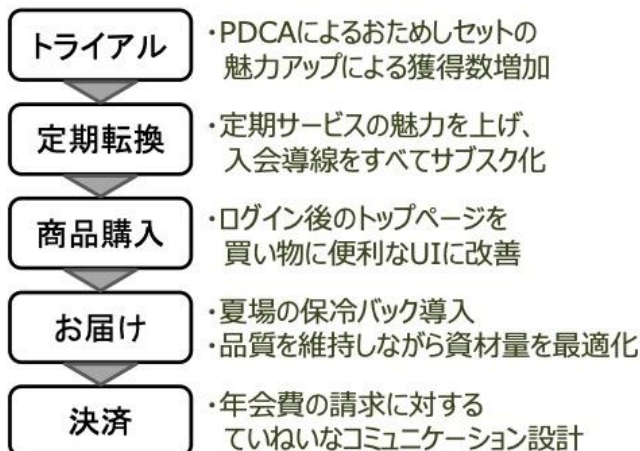 トライアル
・PDCAによるおためしセットの
魅力アップによる獲得数増加
定期転換
・定期サービスの魅力を上げ、
入会導線をすべてサブスク化
商品購入
・ログイン後のトップページを
買い物に便利なUIに改善
お届け
・夏場の保冷バック導入
・品質を維持しながら資材量を最適化
決済
・年会費の請求に対する
ていねいなコミュニケーション設計